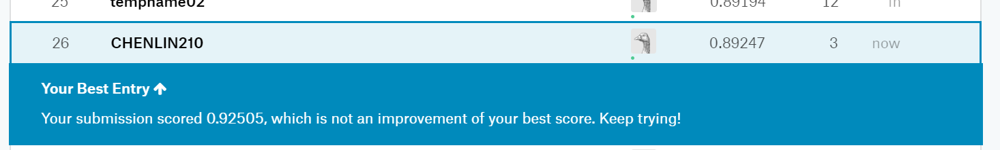 25 tempname02 0.89194 12 1h
26 CHENLIN210 0.89247 3 now
Your Best Entry
Your submission scored 0.92505, which is not an improvement of your best score. Keep trying!